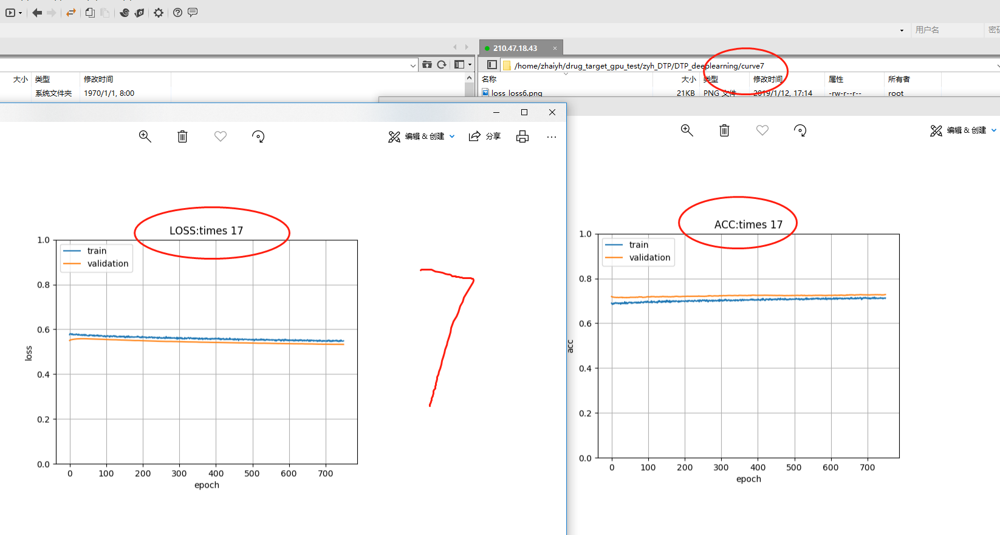 用户名
密码
210.47.18.43
/home/zhaiyh/drug_target_gpu_test/zyh_DTP/DTP_deeplearning/curve7
大小 类型 修改时间
系统文件夹 1970/1/1, 8:00
名称 大小 类型 修改时间 属性 所有者
loss_loss6.png 21KB PNG 文件 2019/1/12, 17:14 -rw-r--r-- root
编辑 & 创建 分享
编辑 & 创建
LOSS:times 17
1.0
0.8
0.6
0.4
0.2
0.0
train
validation
loss
0 100 200 300 400 500 600 700
epoch
7
ACC:times 17
1.0
0.8
0.6
0.4
0.2
0.0
train
validation
acc
0 100 200 300 400 500 600 700
epoch